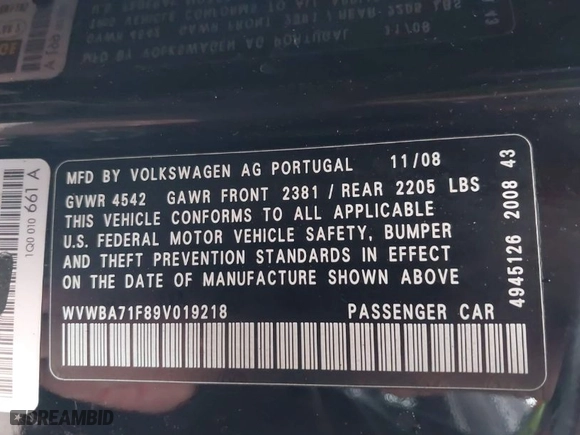 MFD BY VOLKSWAGEN AG PORTUGAL 11/08
GVWR 4542 GAWR FRONT 2381 / REAR 2205 LBS
THIS VEHICLE CONFORMS TO ALL APPLICABLE
U.S. FEDERAL MOTOR VEHICLE SAFETY, BUMPER
AND THEFT PREVENTION STANDARDS IN EFFECT
ON THE DATE OF MANUFACTURE SHOWN ABOVE
WVWBA71F89V019218 PASSENGER CAR
4945126 2008 43
1Q0 010 661 A
DREAMBID